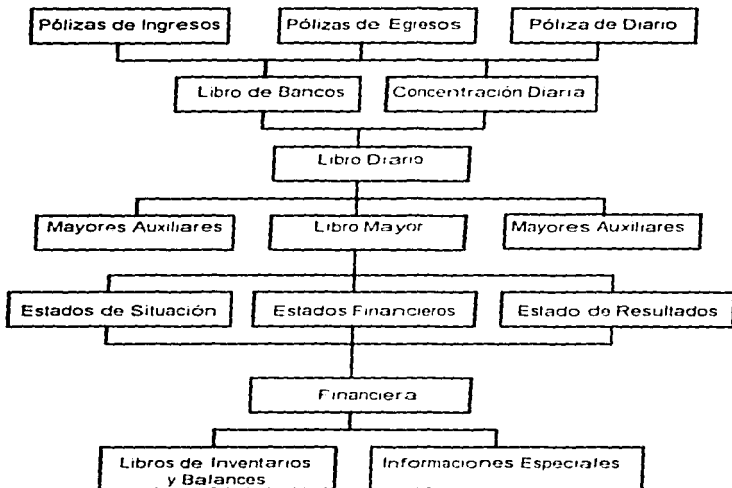 Pólizas de Ingresos
Pólizas de Egresos
Póliza de Diario
Libro de Bancos
Concentración Diaria
Libro Diario
Mayores Auxiliares
Libro Mayor
Mayores Auxiliares
Estados de Situación
Estados Financieros
Estado de Resultados
Financiera
Libros de Inventarios
y Balances
Informaciones Especiales